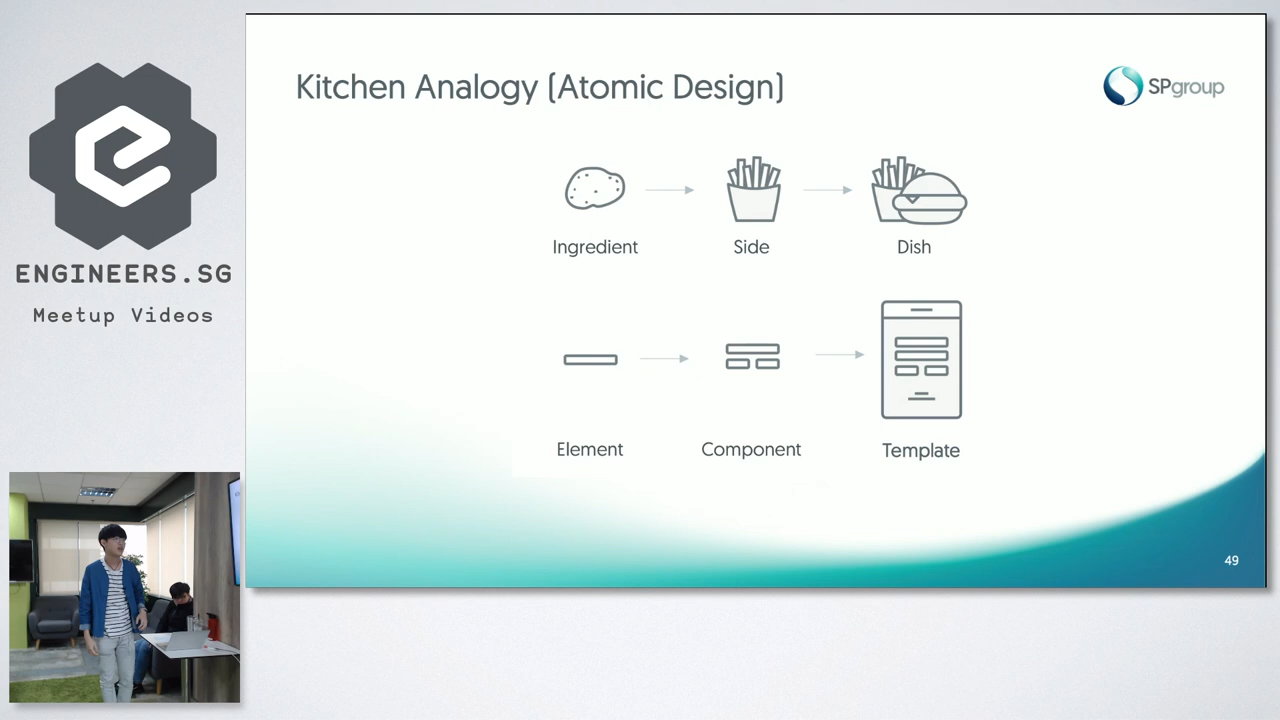 ENGINEERS.SG
Meetup Videos
Kitchen Analogy (Atomic Design)
SPgroup
Ingredient
Side
Dish
Element
Component
Template
49